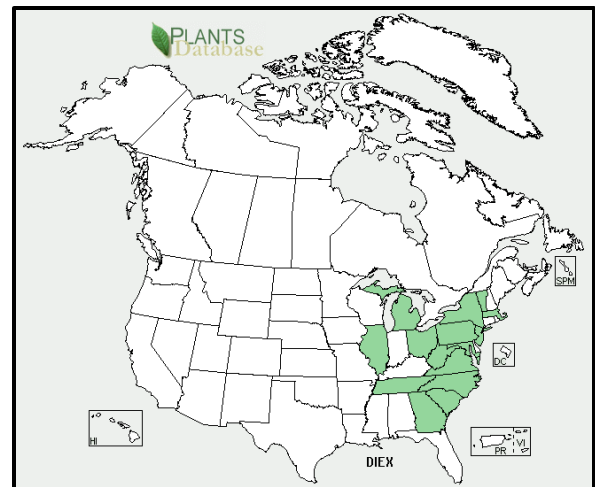 PLANTS
Database
SPM
DC
HI
PR
VI
DIEX